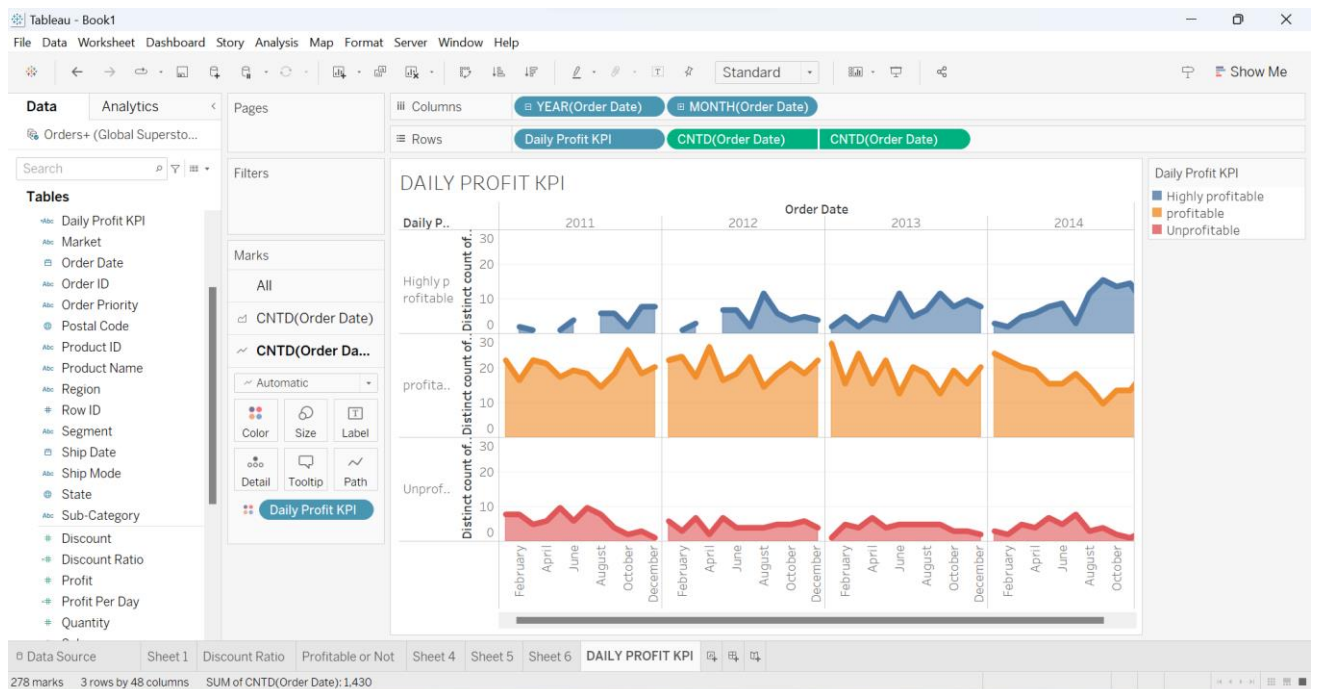 Tableau - Book1
File Data Worksheet Dashboard Story Analysis Map Format Server Window Help
Standard
Show Me
Data Analytics
Orders+ (Global Supersto...
Search
Tables
Abc Daily Profit KPI
Abc Market
Order Date
Abc Order ID
Abc Order Priority
Postal Code
Abc Product ID
Abc Product Name
Abc Region
# Row ID
Abc Segment
Ship Date
Abc Ship Mode
State
Abc Sub-Category
# Discount
# Discount Ratio
# Profit
# Profit Per Day
# Quantity
Pages
Filters
Marks
All
CNTD(Order Date)
CNTD(Order Da...
Automatic
Color Size Label
Detail Tooltip Path
Daily Profit KPI
Columns YEAR(Order Date) MONTH(Order Date)
Rows Daily Profit KPI CNTD(Order Date) CNTD(Order Date)
DAILY PROFIT KPI
Order Date
Daily P.. 2011 2012 2013 2014
Highly p
rofitable
Distinct count of..
30
20
10
0
profita..
Distinct count of..
30
20
10
0
Unprof..
Distinct count of..
30
20
10
0
February April June August October December February April June August October December February April June August October December February April June August October
Daily Profit KPI
Highly profitable
profitable
Unprofitable
Data Source Sheet 1 Discount Ratio Profitable or Not Sheet 4 Sheet 5 Sheet 6 DAILY PROFIT KPI
278 marks 3 rows by 48 columns SUM of CNTD(Order Date): 1,430